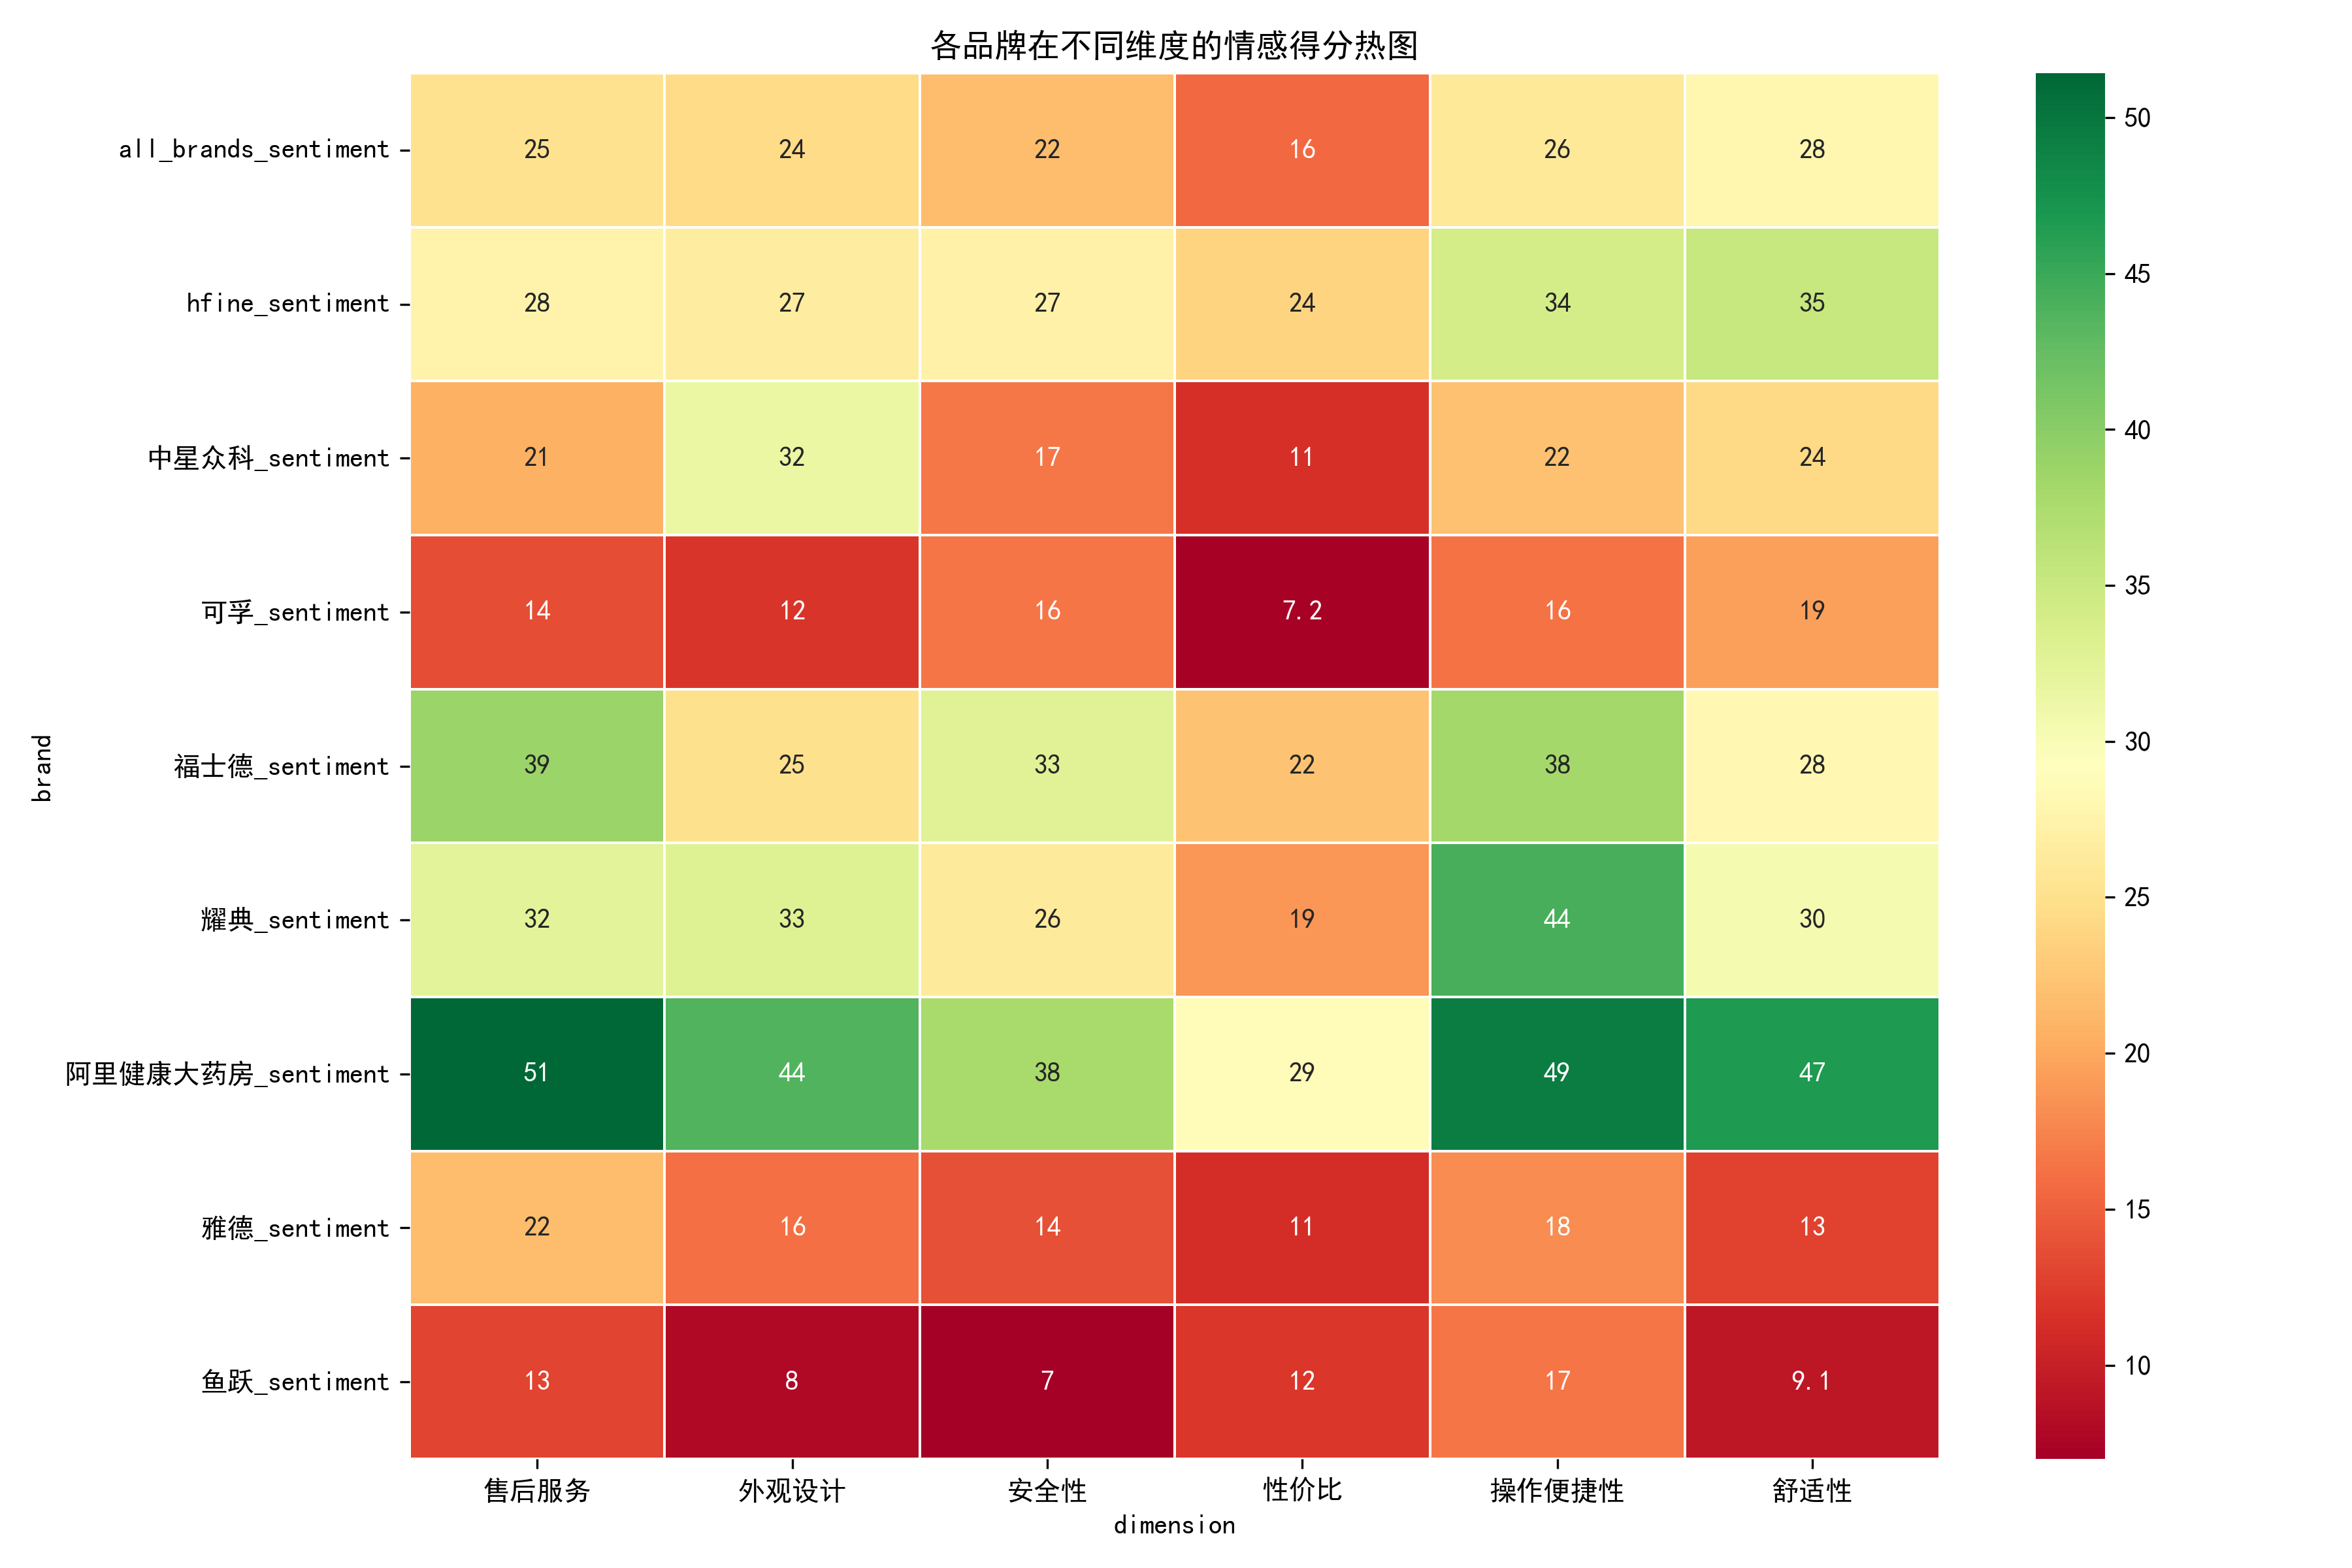 各品牌在不同维度的情感得分热图
all_brands_sentiment 25 24 22 16 26 28
hfine_sentiment 28 27 27 24 34 35
中星众科_sentiment 21 32 17 11 22 24
可孚_sentiment 14 12 16 7.2 16 19
福士德_sentiment 39 25 33 22 38 28
耀典_sentiment 32 33 26 19 44 30
阿里健康大药房_sentiment 51 44 38 29 49 47
雅德_sentiment 22 16 14 11 18 13
鱼跃_sentiment 13 8 7 12 17 9.1
售后服务 外观设计 安全性 性价比 操作便捷性 舒适性
dimension
brand
50
45
40
35
30
25
20
15
10